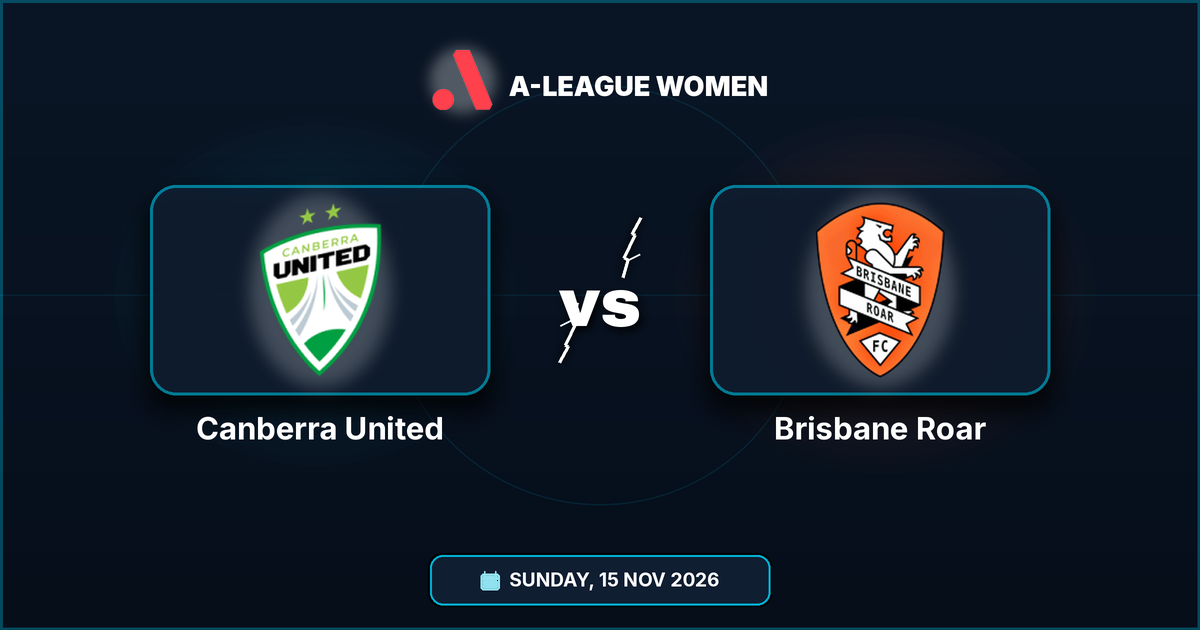 A-LEAGUE WOMEN
CANBERRA
UNITED
BRISBANE
ROAR
FC
vs
Canberra United
Brisbane Roar
SUNDAY, 15 NOV 2026